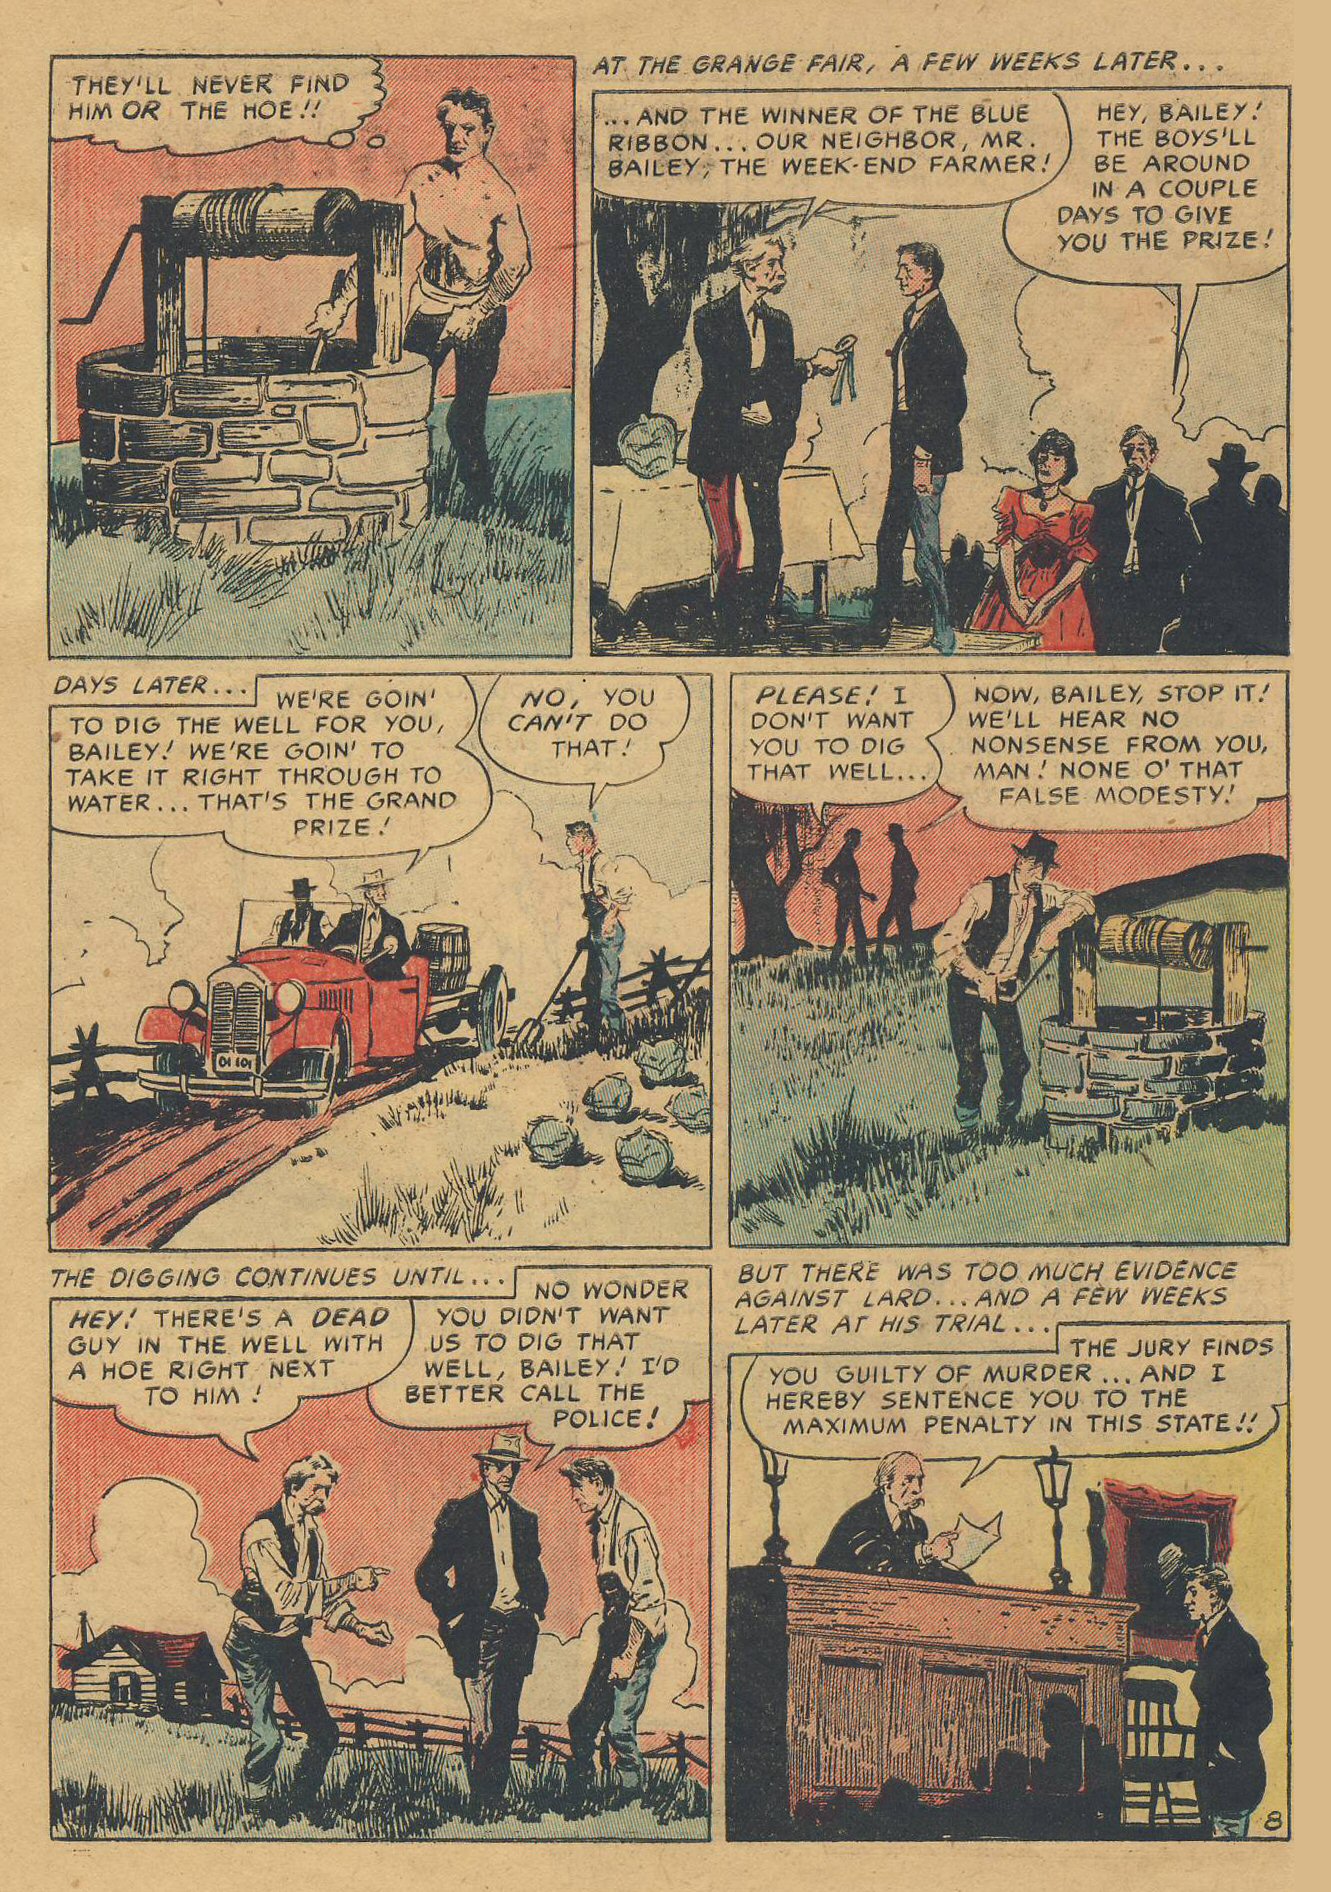 THEY'LL NEVER FIND
HIM OR THE HOE!!
AT THE GRANGE FAIR, A FEW WEEKS LATER...
...AND THE WINNER OF THE BLUE
RIBBON... OUR NEIGHBOR, MR.
BAILEY, THE WEEK-END FARMER!
HEY, BAILEY!
THE BOYS'LL
BE AROUND
IN A COUPLE
DAYS TO GIVE
YOU THE PRIZE!
DAYS LATER...
WE'RE GOIN'
TO DIG THE WELL FOR YOU,
BAILEY! WE'RE GOIN' TO
TAKE IT RIGHT THROUGH TO
WATER... THAT'S THE GRAND
PRIZE!
NO, YOU
CAN'T DO
THAT!
PLEASE! I
DON'T WANT
YOU TO DIG
THAT WELL...
NOW, BAILEY, STOP IT!
WE'LL HEAR NO
NONSENSE FROM YOU,
MAN! NONE O' THAT
FALSE MODESTY!
THE DIGGING CONTINUES UNTIL...
HEY! THERE'S A DEAD
GUY IN THE WELL WITH
A HOE RIGHT NEXT
TO HIM!
NO WONDER
YOU DIDN'T WANT
US TO DIG THAT
WELL, BAILEY! I'D
BETTER CALL THE
POLICE!
BUT THERE WAS TOO MUCH EVIDENCE
AGAINST LARD... AND A FEW WEEKS
LATER AT HIS TRIAL...
THE JURY FINDS
YOU GUILTY OF MURDER... AND I
HEREBY SENTENCE YOU TO THE
MAXIMUM PENALTY IN THIS STATE!!
8